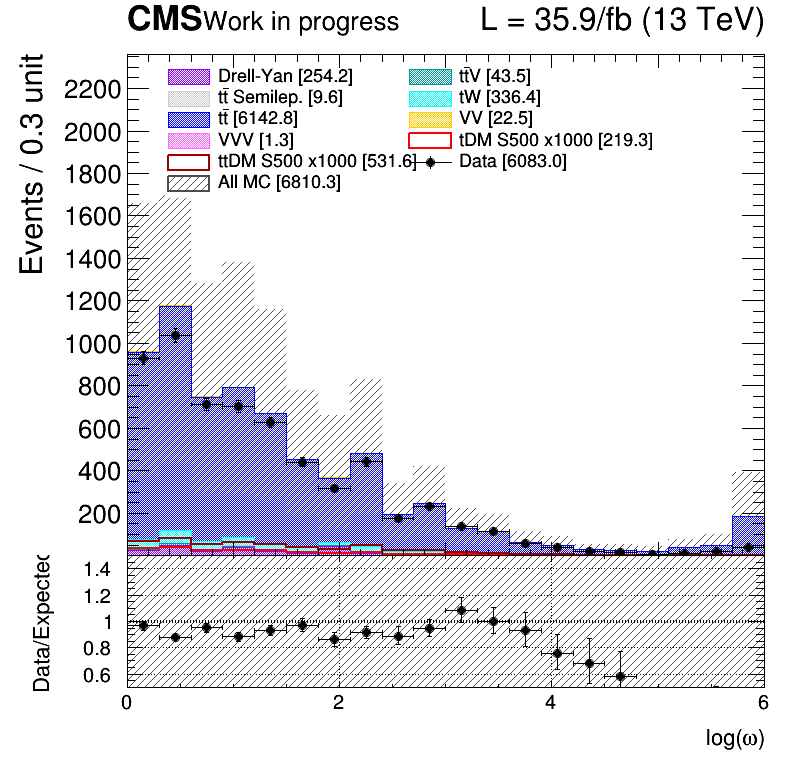 CMS Work in progress L = 35.9/fb (13 TeV)
Events / 0.3 unit
2200
2000
1800
1600
1400
1200
1000
800
600
400
200
Drell-Yan [254.2] tt̄V [43.5]
tt̄ Semilep. [9.6] tW [336.4]
tt̄ [6142.8] VV [22.5]
VVV [1.3] tDM S500 x1000 [219.3]
ttDM S500 x1000 [531.6] Data [6083.0]
All MC [6810.3]
Data/Expected
1.4
1.2
1
0.8
0.6
0 2 4 6
log(ω)